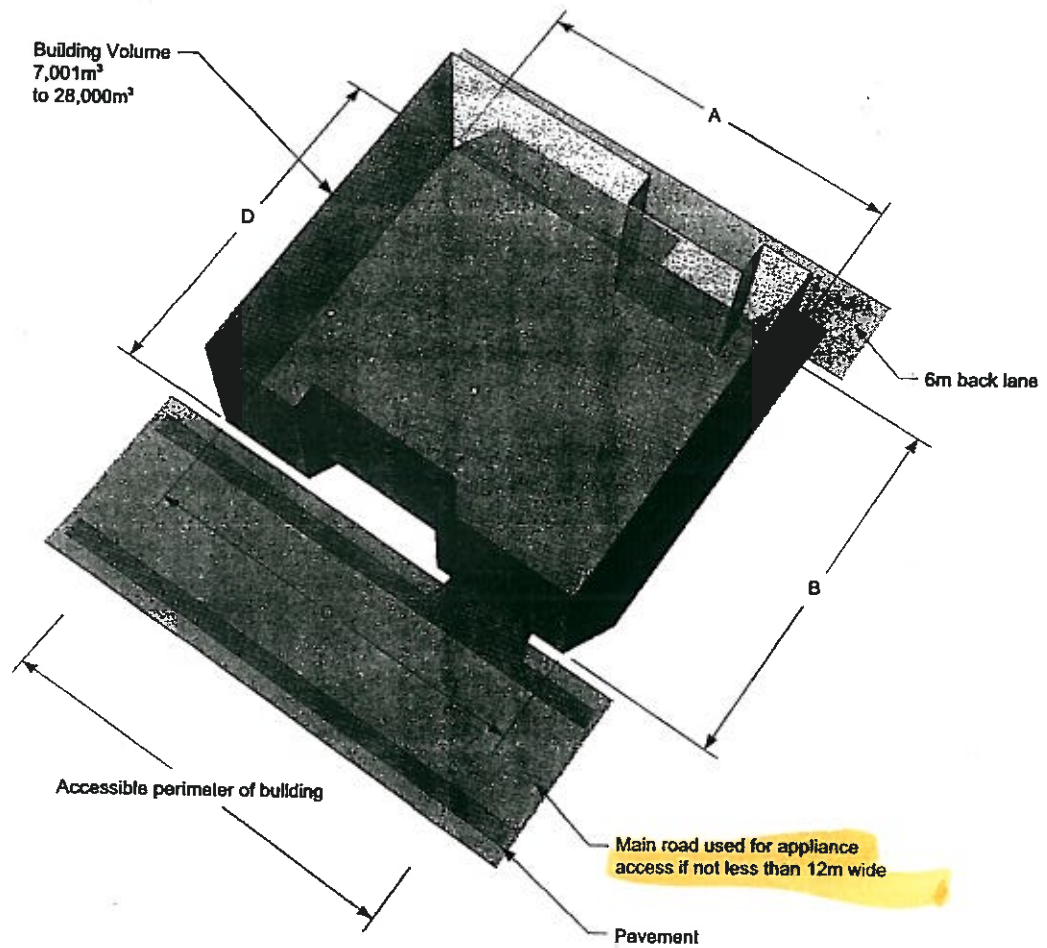 Building Volume
7,001m³
to 28,000m³
A
D
6m back lane
B
Accessible perimeter of building
Main road used for appliance
access if not less than 12m wide
Pavement